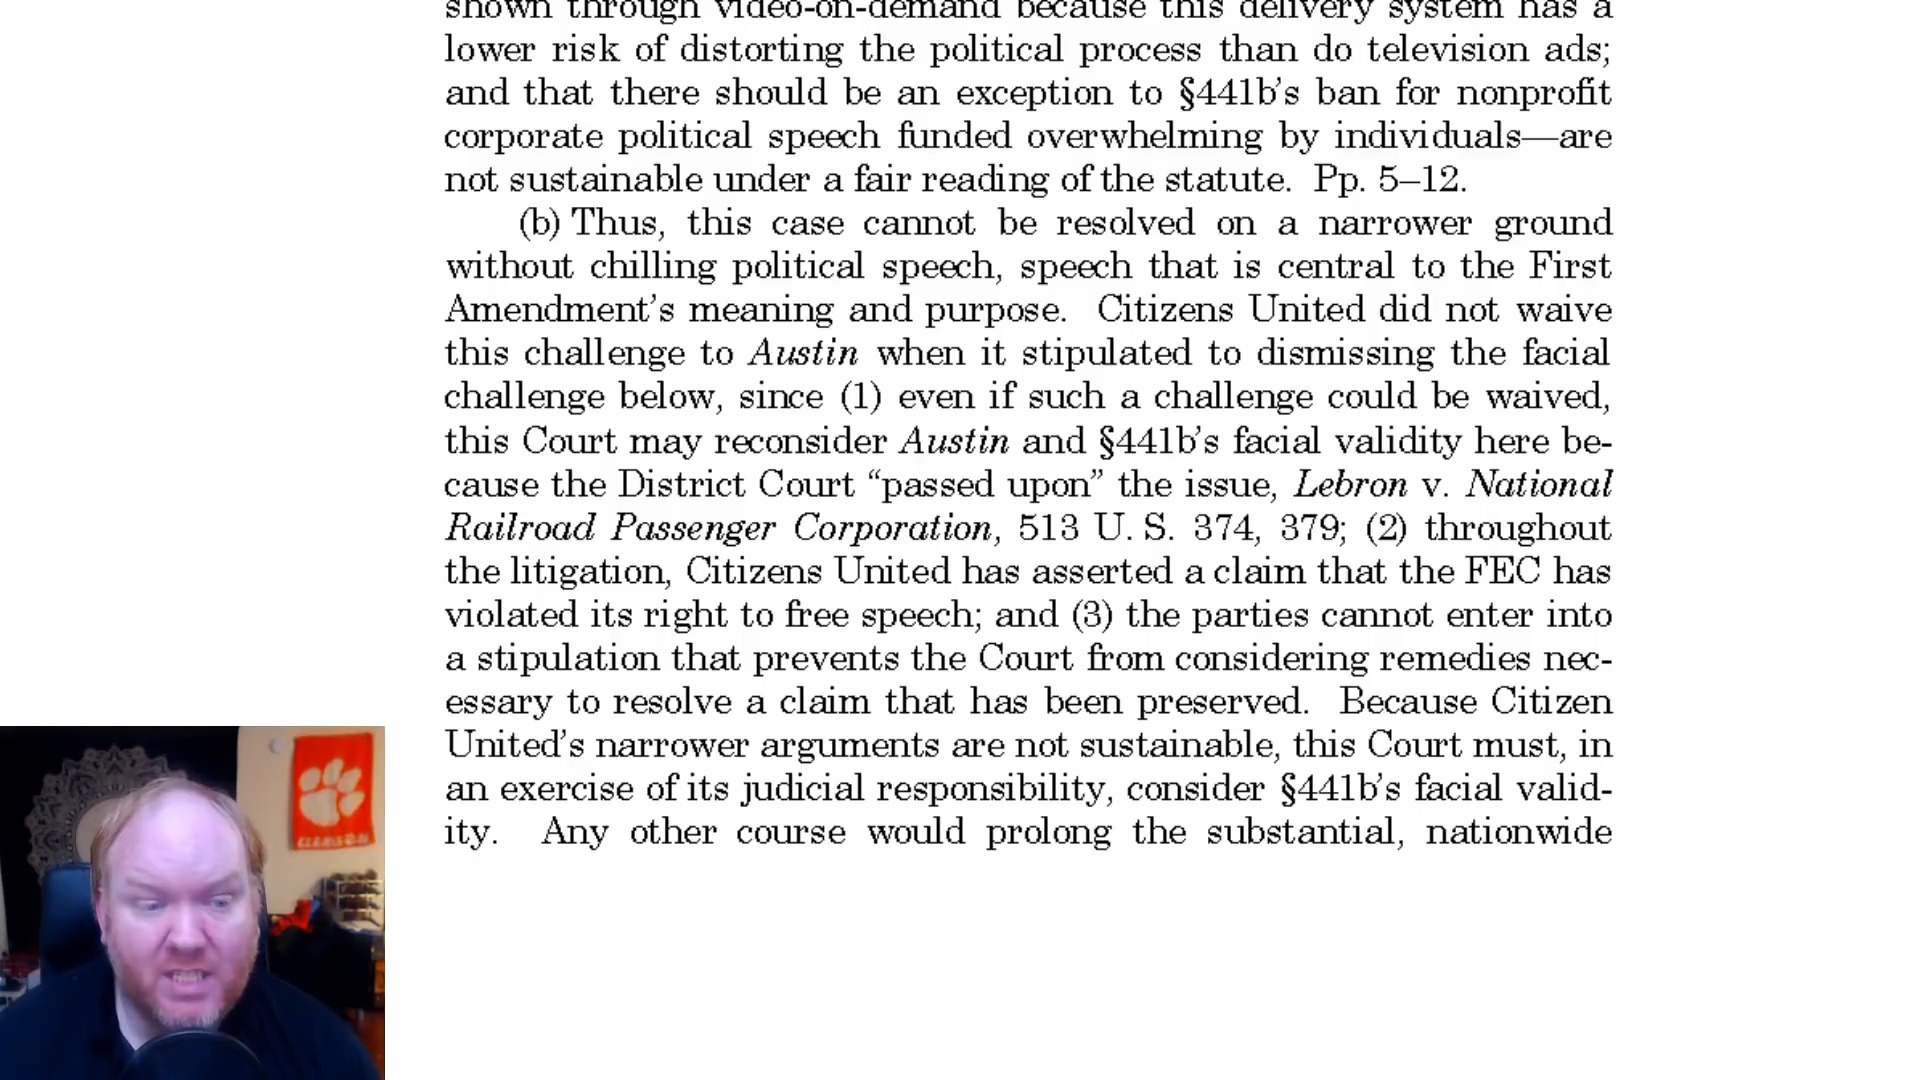 shown through video-on-demand because this delivery system has a
lower risk of distorting the political process than do television ads;
and that there should be an exception to §441b’s ban for nonprofit
corporate political speech funded overwhelming by individuals—are
not sustainable under a fair reading of the statute. Pp. 5–12.
(b) Thus, this case cannot be resolved on a narrower ground
without chilling political speech, speech that is central to the First
Amendment’s meaning and purpose. Citizens United did not waive
this challenge to Austin when it stipulated to dismissing the facial
challenge below, since (1) even if such a challenge could be waived,
this Court may reconsider Austin and §441b’s facial validity here be-
cause the District Court “passed upon” the issue, Lebron v. National
Railroad Passenger Corporation, 513 U. S. 374, 379; (2) throughout
the litigation, Citizens United has asserted a claim that the FEC has
violated its right to free speech; and (3) the parties cannot enter into
a stipulation that prevents the Court from considering remedies nec-
essary to resolve a claim that has been preserved. Because Citizen
United’s narrower arguments are not sustainable, this Court must, in
an exercise of its judicial responsibility, consider §441b’s facial valid-
ity. Any other course would prolong the substantial, nationwide
CLEMSON